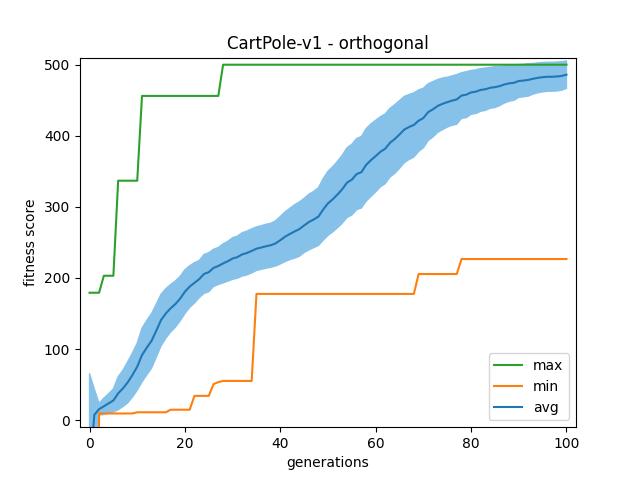 CartPole-v1 - orthogonal
500
400
300
200
100
0
fitness score
0 20 40 60 80 100
generations
max
min
avg